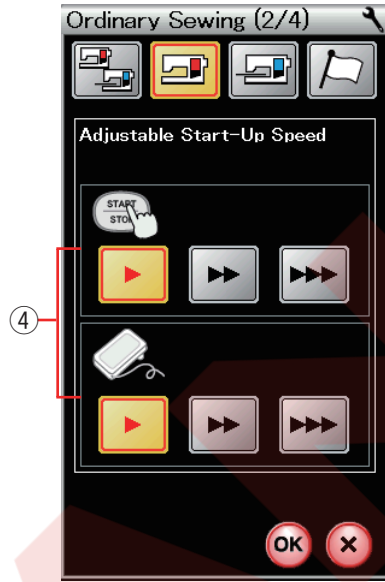 Ordinary Sewing (2/4)
Adjustable Start-Up Speed
START
STOP
④
OK